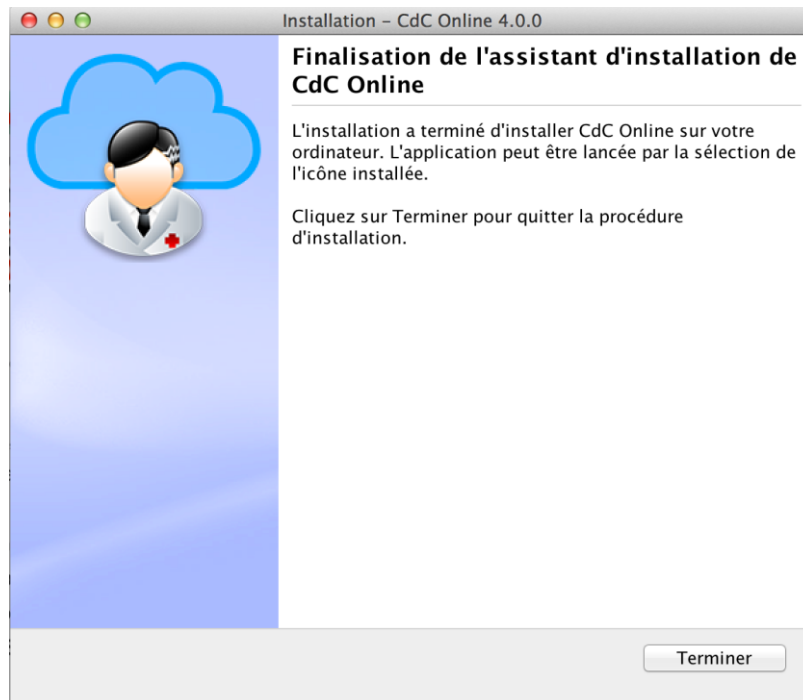 Installation – CdC Online 4.0.0
Finalisation de l'assistant d'installation de
CdC Online
L'installation a terminé d'installer CdC Online sur votre
ordinateur. L'application peut être lancée par la sélection de
l'icône installée.
Cliquez sur Terminer pour quitter la procédure
d'installation.
Terminer